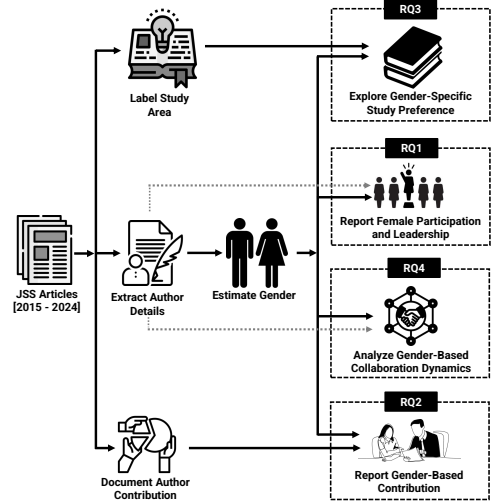 RQ3
Label Study
Area
Explore Gender-Specific
Study Preference
RQ1
Report Female Participation
and Leadership
JSS Articles
[2015 - 2024]
Extract Author
Details
Estimate Gender
RQ4
Analyze Gender-Based
Collaboration Dynamics
RQ2
Document Author
Contribution
Report Gender-Based
Contribution